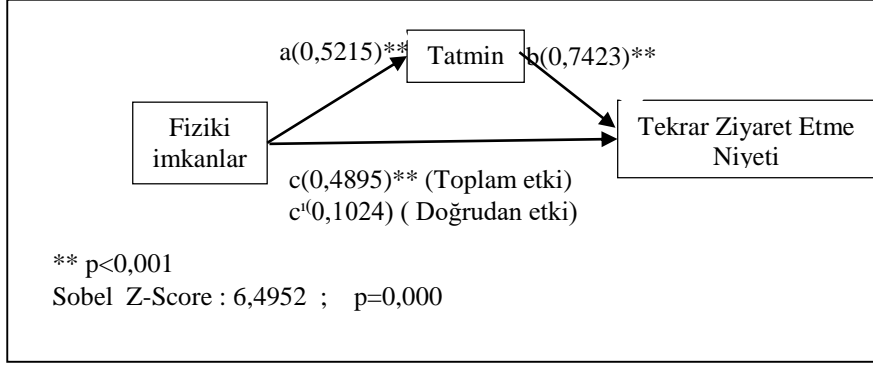 a(0,5215)**
Tatmin
b(0,7423)**
Fiziki
imkanlar
Tekrar Ziyaret Etme
Niyeti
c(0,4895)** (Toplam etki)
c¹⁽0,1024) ( Doğrudan etki)
** p<0,001
Sobel Z-Score : 6,4952 ; p=0,000